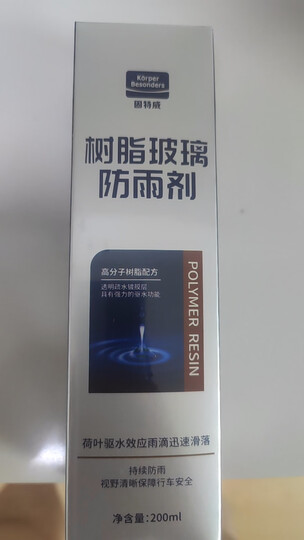 Körper
Besonders
固特威
树脂玻璃
防雨剂
高分子树脂配方
透明疏水镀膜层
具有强力的驱水功能
POLYMER RESIN
荷叶驱水效应雨滴迅速滑落
持续防雨
视野清晰保障行车安全
净含量:200ml